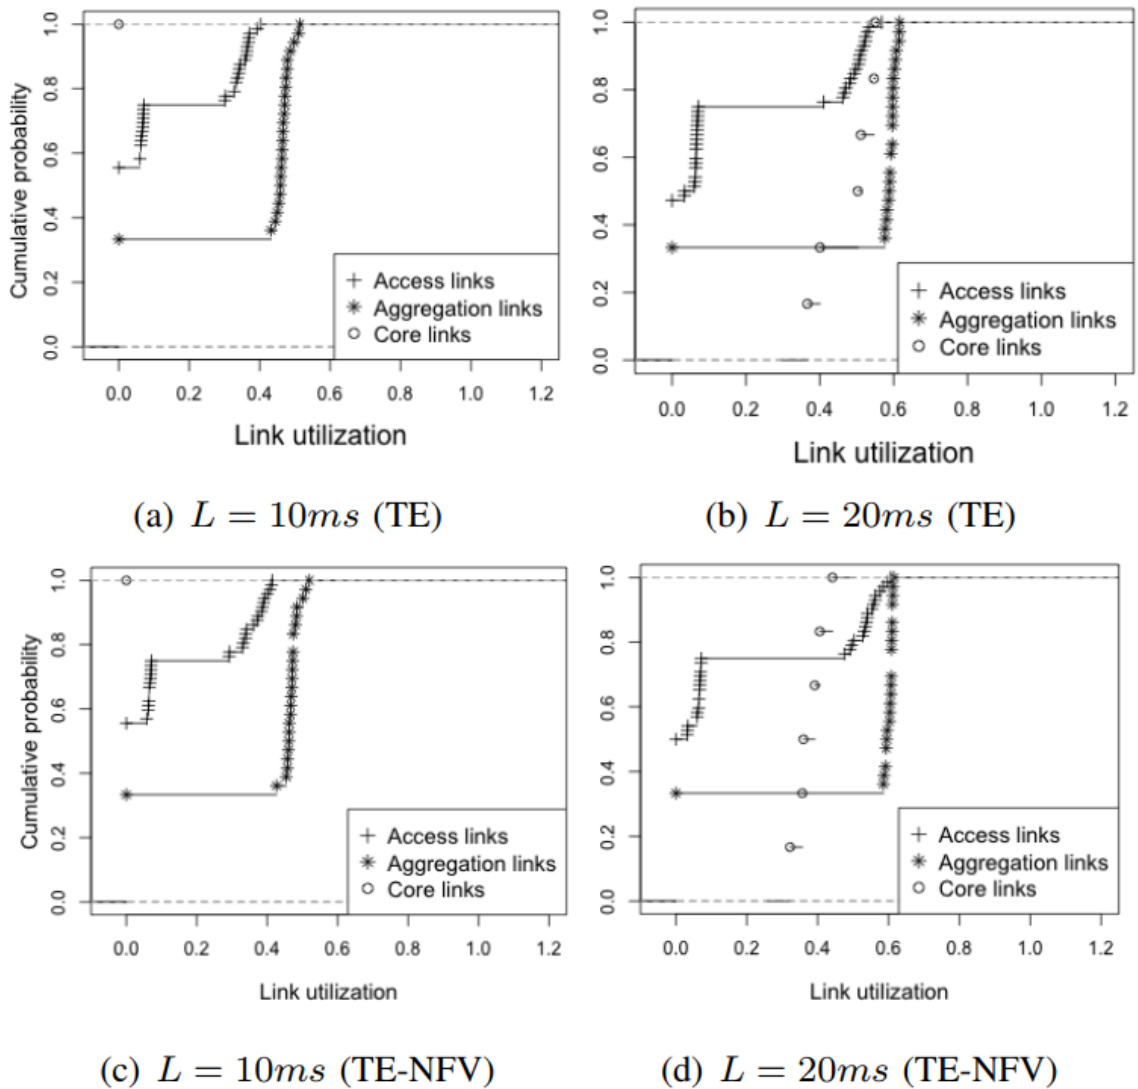 Cumulative probability
1.0
0.8
0.6
0.4
0.2
0.0
Access links
Aggregation links
Core links
0.0 0.2 0.4 0.6 0.8 1.0 1.2
Link utilization
(a) L = 10ms (TE)
1.0
0.8
0.6
0.4
0.2
0.0
Access links
Aggregation links
Core links
0.0 0.2 0.4 0.6 0.8 1.0 1.2
Link utilization
(b) L = 20ms (TE)
Cumulative probability
1.0
0.8
0.6
0.4
0.2
0.0
Access links
Aggregation links
Core links
0.0 0.2 0.4 0.6 0.8 1.0 1.2
Link utilization
(c) L = 10ms (TE-NFV)
1.0
0.8
0.6
0.4
0.2
0.0
Access links
Aggregation links
Core links
0.0 0.2 0.4 0.6 0.8 1.0 1.2
Link utilization
(d) L = 20ms (TE-NFV)